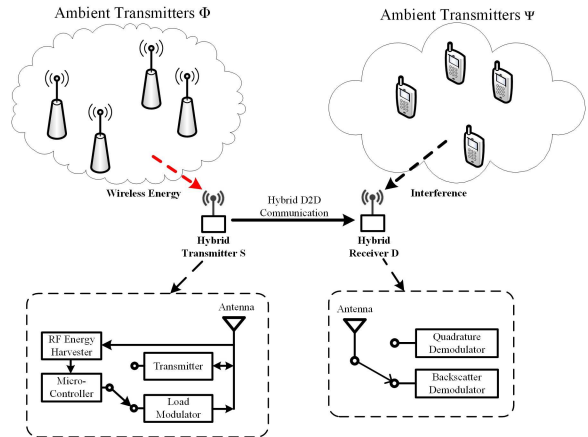 Ambient Transmitters Φ
Ambient Transmitters Ψ
Wireless Energy
Interference
Hybrid D2D
Communication
Hybrid
Transmitter S
Hybrid
Receiver D
Antenna
RF Energy
Harvester
Transmitter
Micro-
Controller
Load
Modulator
Antenna
Quadrature
Demodulator
Backscatter
Demodulator